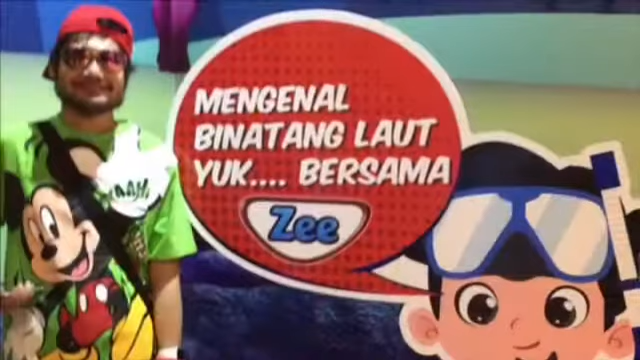 MENGENAL
BINATANG LAUT
YUK.... BERSAMA
Zee